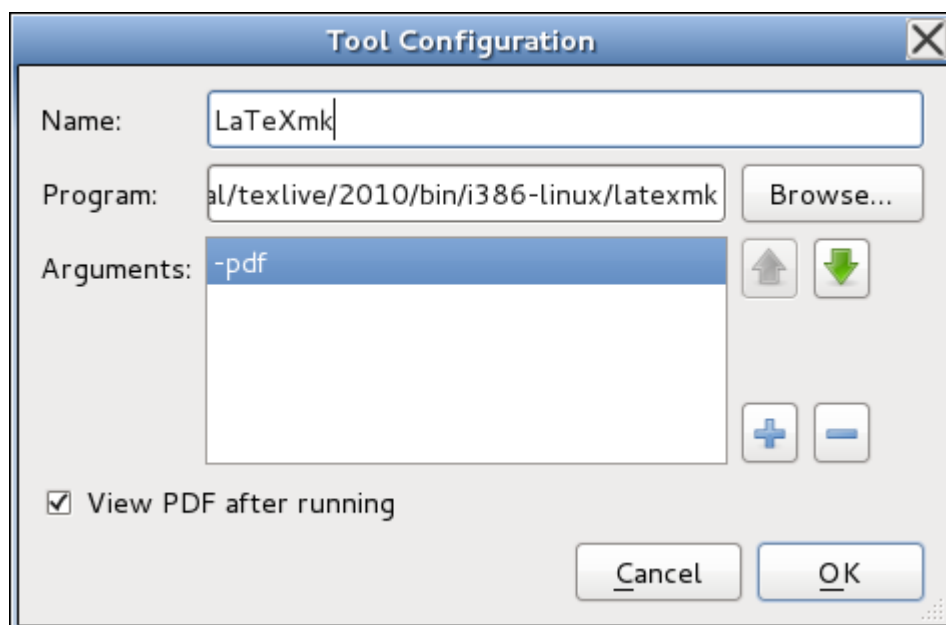 Tool Configuration
Name: LaTeXmk
Program: al/texlive/2010/bin/i386-linux/latexmk Browse...
Arguments: -pdf
View PDF after running
Cancel OK